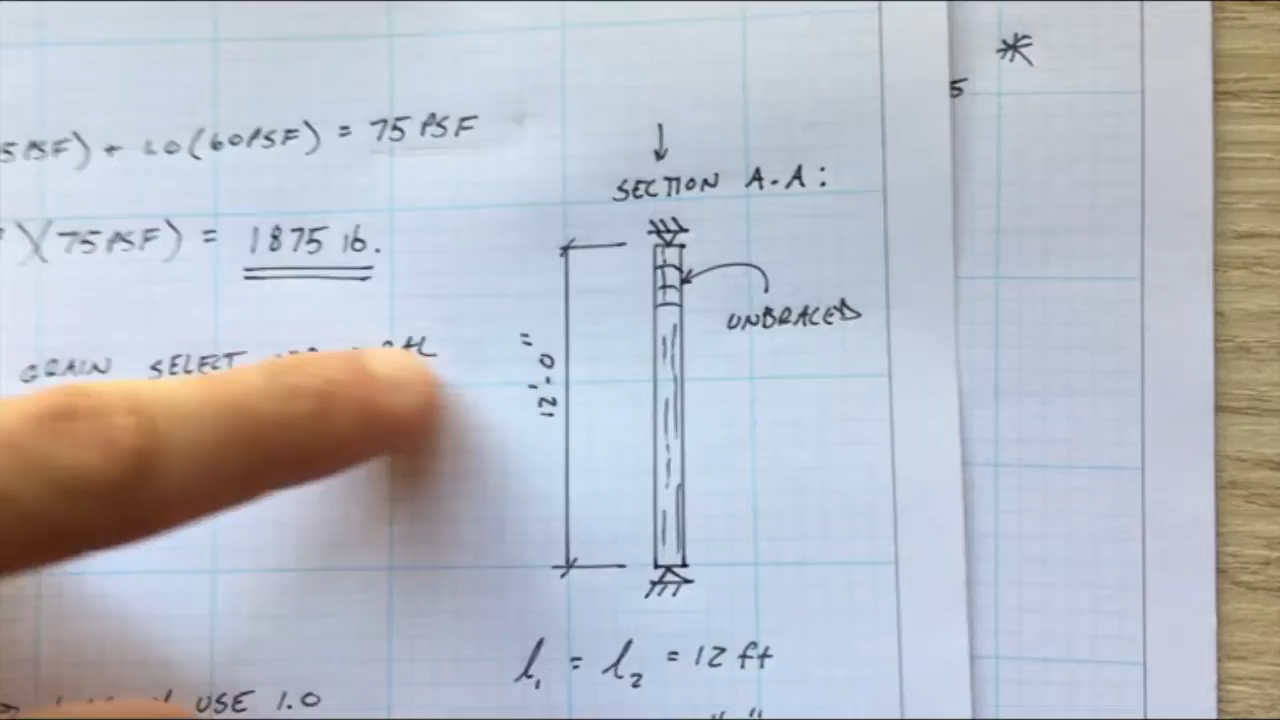 5PSF) + 1.0(60PSF) = 75 PSF
)(75PSF) = 1875 lb.
GRAIN SELECT
USE 1.0
SECTION A-A:
UNBRACED
12'-0"
l₁ = l₂ = 12 ft
5
*